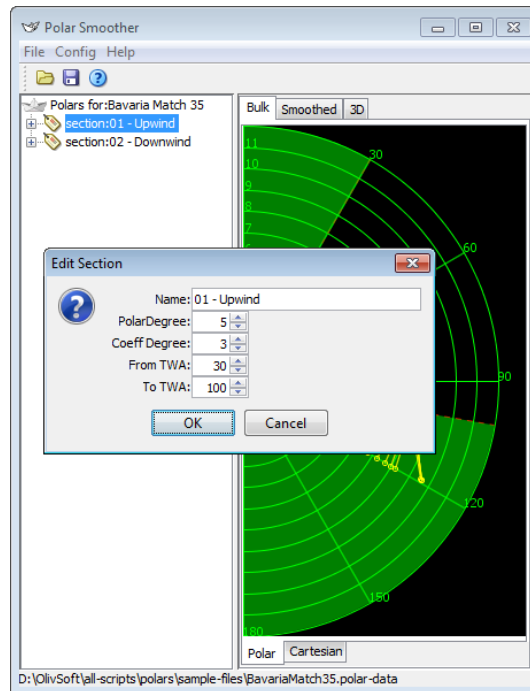 Polar Smoother
File Config Help
Polars for:Bavaria Match 35
section:01 - Upwind
section:02 - Downwind
Bulk Smoothed 3D
11
10
9
8
7
30
60
90
120
150
180
Edit Section
Name: 01 - Upwind
PolarDegree: 5
Coeff Degree: 3
From TWA: 30
To TWA: 100
OK Cancel
Polar Cartesian
D:\OlivSoft\all-scripts\polars\sample-files\BavariaMatch35.polar-data